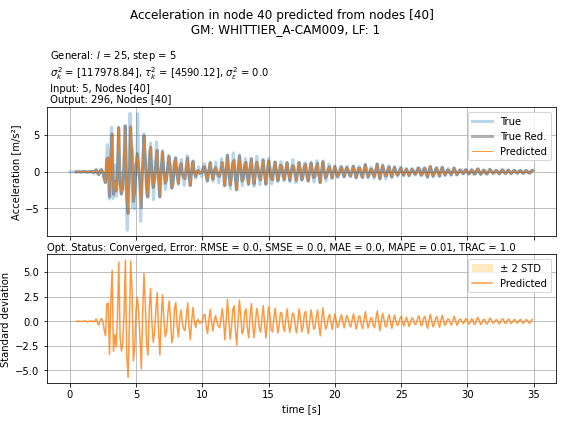 Acceleration in node 40 predicted from nodes [40]
GM: WHITTIER_A-CAM009, LF: 1
General: l = 25, step = 5
σ²ₖ = [117978.84], τ²ₖ = [4590.12], σ²ε = 0.0
Input: 5, Nodes [40]
Output: 296, Nodes [40]
Acceleration [m/s²]
5
0
−5
True
True Red.
Predicted
Opt. Status: Converged, Error: RMSE = 0.0, SMSE = 0.0, MAE = 0.0, MAPE = 0.01, TRAC = 1.0
Standard deviation
5.0
2.5
0.0
−2.5
−5.0
± 2 STD
Predicted
0 5 10 15 20 25 30 35
time [s]